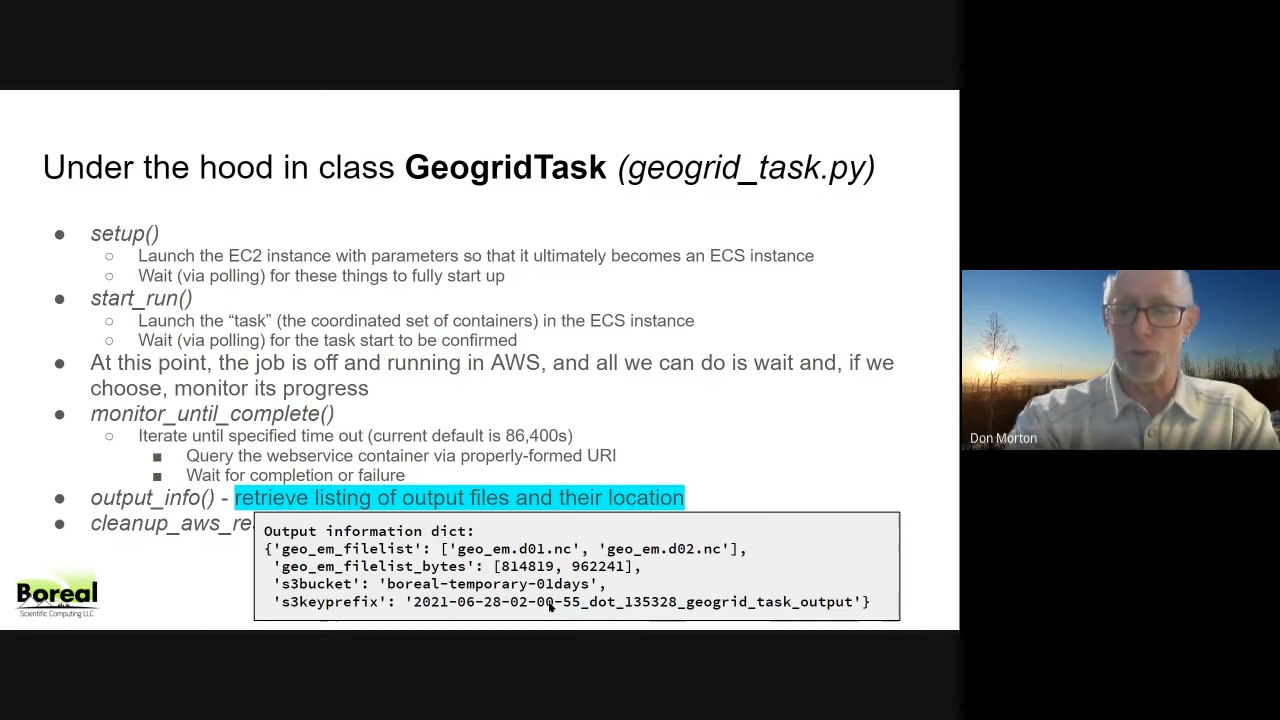 Under the hood in class GeogridTask (geogrid_task.py)
● setup()
○ Launch the EC2 instance with parameters so that it ultimately becomes an ECS instance
○ Wait (via polling) for these things to fully start up
● start_run()
○ Launch the “task” (the coordinated set of containers) in the ECS instance
○ Wait (via polling) for the task start to be confirmed
● At this point, the job is off and running in AWS, and all we can do is wait and, if we
choose, monitor its progress
● monitor_until_complete()
○ Iterate until specified time out (current default is 86,400s)
■ Query the webservice container via properly-formed URI
■ Wait for completion or failure
● output_info() - retrieve listing of output files and their location
● cleanup_aws_re
Output information dict:
{'geo_em_filelist': ['geo_em.d01.nc', 'geo_em.d02.nc'],
'geo_em_filelist_bytes': [814819, 962241],
's3bucket': 'boreal-temporary-01days',
's3keyprefix': '2021-06-28-02-00-55_dot_135328_geogrid_task_output'}
Boreal
Scientific Computing LLC
Don Morton